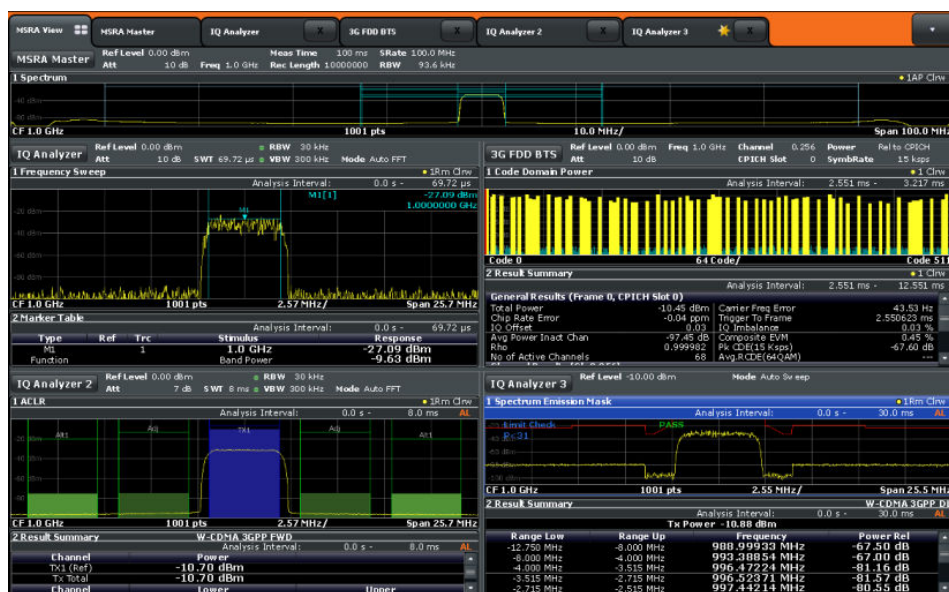 MSRA View MSRA Master IQ Analyzer X 3G FDD BTS X IQ Analyzer 2 X IQ Analyzer 3 X
MSRA Master Ref Level 0.00 dBm Meas Time 100 ms SRate 100.0 MHz
Att 10 dB Freq 1.0 GHz Rec Length 10000000 RBW 93.6 kHz
1 Spectrum 1AP Clrw
-40 dBm
-80 dBm
CF 1.0 GHz 1001 pts 10.0 MHz/ Span 100.0 MHz
IQ Analyzer Ref Level 0.00 dBm RBW 30 kHz
Att 10 dB SWT 69.72 µs VBW 300 kHz Mode Auto FFT
1 Frequency Sweep 1Rm Clrw
Analysis Interval: 0.0 s - 69.72 µs
M1[1] -27.09 dBm
1.0000000 GHz
M1
-20 dBm
-40 dBm
-60 dBm
-80 dBm
CF 1.0 GHz 1001 pts 2.57 MHz/ Span 25.7 MHz
2 Marker Table
Analysis Interval: 0.0 s - 69.72 µs
Type Ref Trc Stimulus Response
M1 1 1.0 GHz -27.09 dBm
Function Band Power -9.63 dBm
3G FDD BTS Ref Level 0.00 dBm Freq 1.0 GHz Channel 0.256 Power Rel to CPICH
Att 10 dB CPICH Slot 0 SymbRate 15 ksps
1 Code Domain Power 1 Clrw
Analysis Interval: 2.551 ms - 3.217 ms
Code 0 64 Code/ Code 511
2 Result Summary 1 Clrw
Analysis Interval: 2.551 ms - 12.551 ms
General Results (Frame 0, CPICH Slot 0)
Total Power -10.45 dBm Carrier Freq Error 43.53 Hz
Chip Rate Error -0.04 ppm Trigger To Frame 2.550623 ms
IQ Offset 0.03 IQ Imbalance 0.03 %
Avg Power Inact Chan -97.45 dB Composite EVM 0.45 %
Rho 0.999982 Pk CDE(15 Ksps) -67.60 dB
No of Active Channels 68 Avg.RCDE(64QAM) ---
IQ Analyzer 2 Ref Level 0.00 dBm RBW 30 kHz
Att 7 dB SWT 8 ms VBW 300 kHz Mode Auto FFT
1 ACLR 1Rm Clrw
Analysis Interval: 0.0 s - 8.0 ms AL
Alt1 Adj TX1 Adj Alt1
CF 1.0 GHz 1001 pts 2.57 MHz/ Span 25.7 MHz
2 Result Summary W-CDMA 3GPP FWD
Analysis Interval: 0.0 s - 8.0 ms AL
Channel Power
TX1 (Ref) -10.70 dBm
Tx Total -10.70 dBm
Channel Lower Upper
IQ Analyzer 3 Ref Level -10.00 dBm Mode Auto Sweep
1 Spectrum Emission Mask 1Rm Clrw
Analysis Interval: 0.0 s - 30.0 ms AL
Limit Check PASS
P<31
CF 1.0 GHz 1001 pts 2.55 MHz/ Span 25.5 MHz
2 Result Summary W-CDMA 3GPP DL
Analysis Interval: 0.0 s - 30.0 ms AL
Tx Power -10.88 dBm
Range Low Range Up Frequency Power Rel
-12.750 MHz -8.000 MHz 988.99933 MHz -67.50 dB
-8.000 MHz -4.000 MHz 993.38854 MHz -67.00 dB
-4.000 MHz -3.515 MHz 996.47224 MHz -81.16 dB
-3.515 MHz -2.715 MHz 996.52371 MHz -81.57 dB
-2.715 MHz -2.515 MHz 997.44214 MHz -80.55 dB